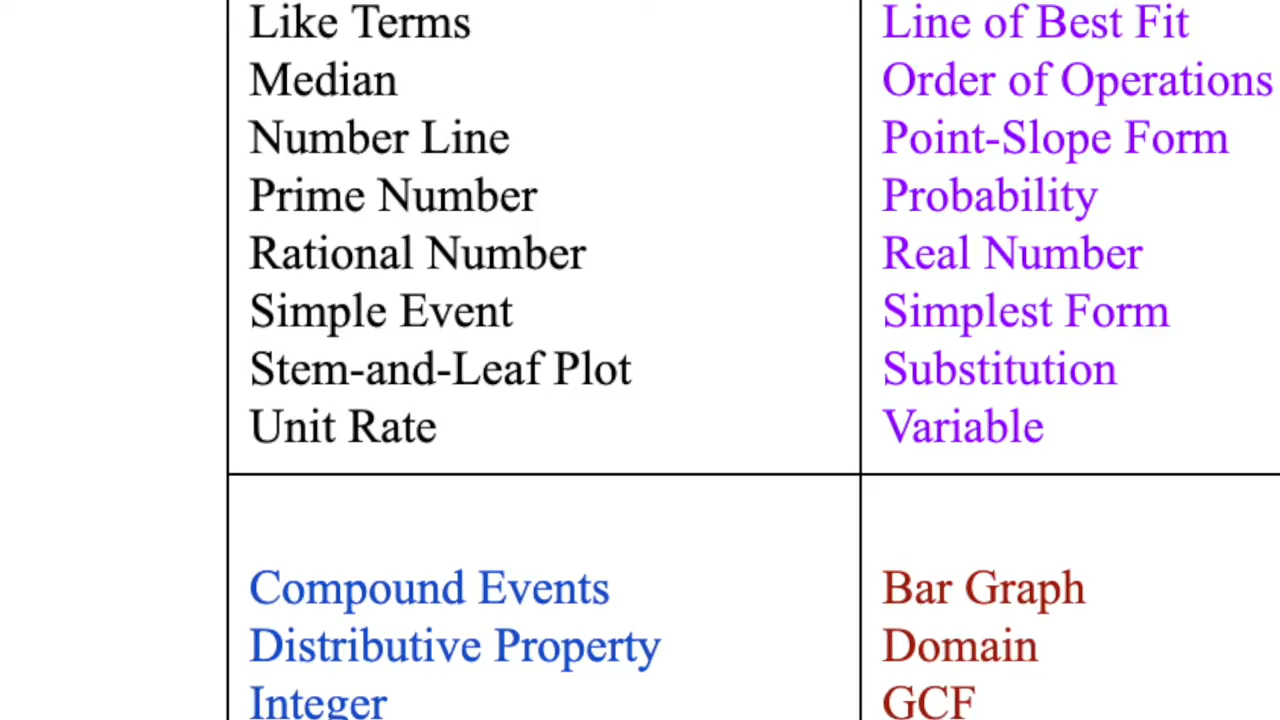 Like Terms
Median
Number Line
Prime Number
Rational Number
Simple Event
Stem-and-Leaf Plot
Unit Rate
Line of Best Fit
Order of Operations
Point-Slope Form
Probability
Real Number
Simplest Form
Substitution
Variable
Compound Events
Distributive Property
Integer
Bar Graph
Domain
GCF